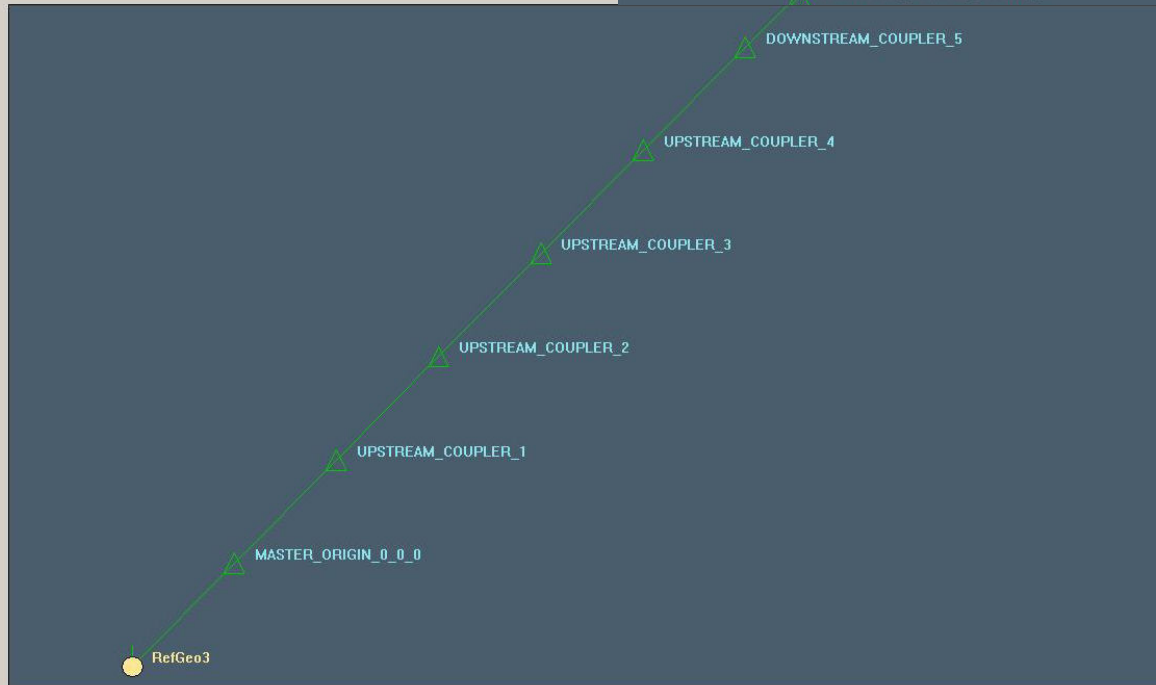 DOWNSTREAM_COUPLER_5
UPSTREAM_COUPLER_4
UPSTREAM_COUPLER_3
UPSTREAM_COUPLER_2
UPSTREAM_COUPLER_1
MASTER_ORIGIN_0_0_0
RefGeo3